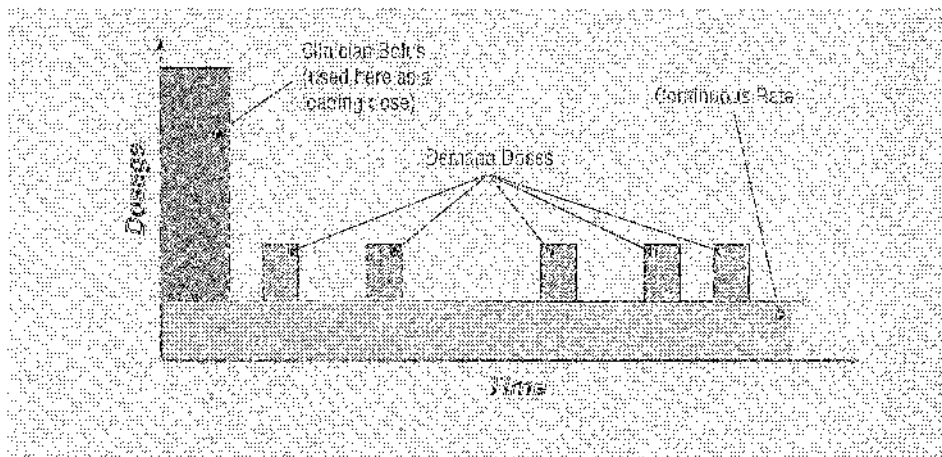 Clinician Bolus
(used here as a
loading dose)
Continuous Rate
Demand Doses
Dosage
Time